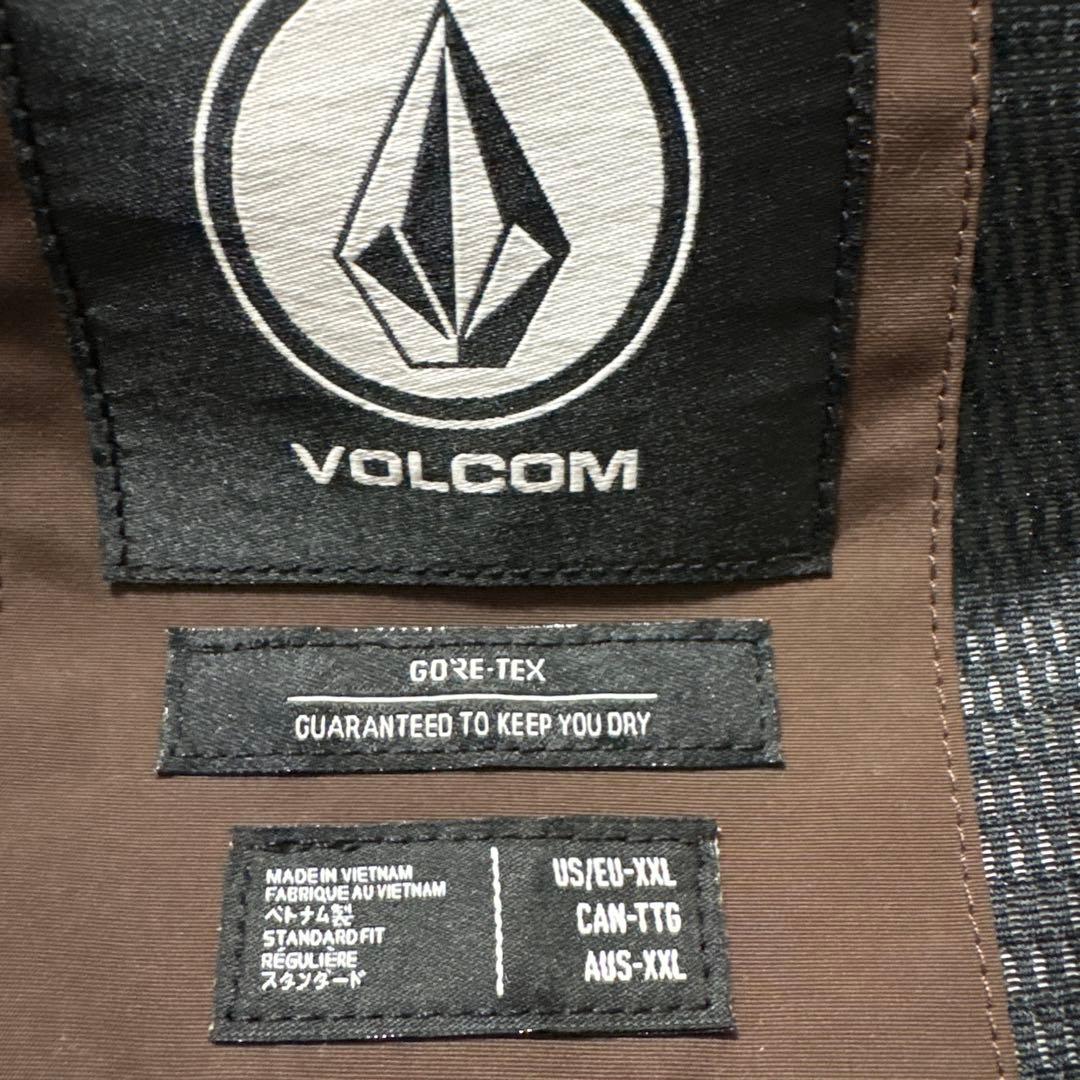 VOLCOM
GORE-TEX
GUARANTEED TO KEEP YOU DRY
MADE IN VIETNAM
FABRIQUE AU VIETNAM
ベトナム製
STANDARD FIT
RÉGULIÈRE
スタンダード
US/EU-XXL
CAN-TTG
AUS-XXL